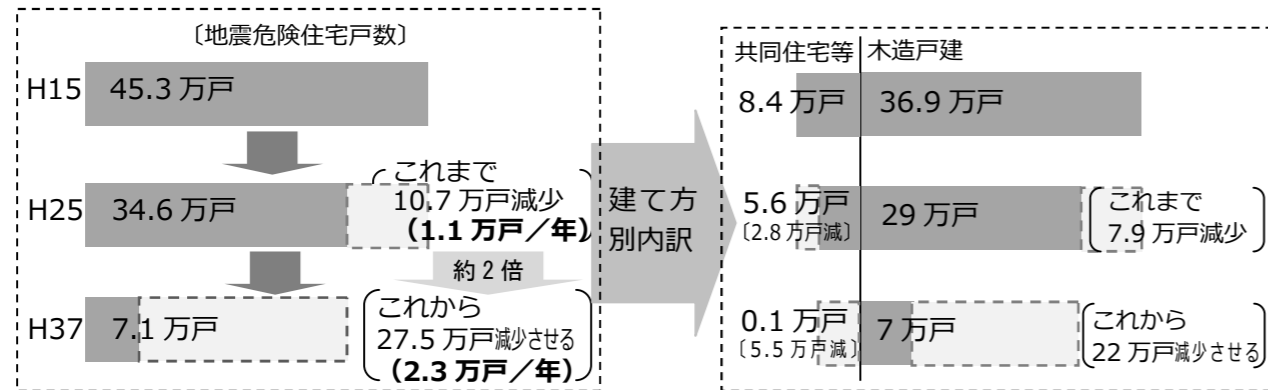 〔地震危険住宅戸数〕
H15 45.3 万戸
H25 34.6 万戸
これまで
10.7 万戸減少
（1.1 万戸／年）
約２倍
H37 7.1 万戸
これから
27.5 万戸減少させる
（2.3 万戸／年）
建て方
別内訳
共同住宅等 木造戸建
8.4 万戸 36.9 万戸
5.6 万戸
〔2.8 万戸減〕
29 万戸
これまで
7.9 万戸減少
0.1 万戸
〔5.5 万戸減〕
7 万戸
これから
22 万戸減少させる